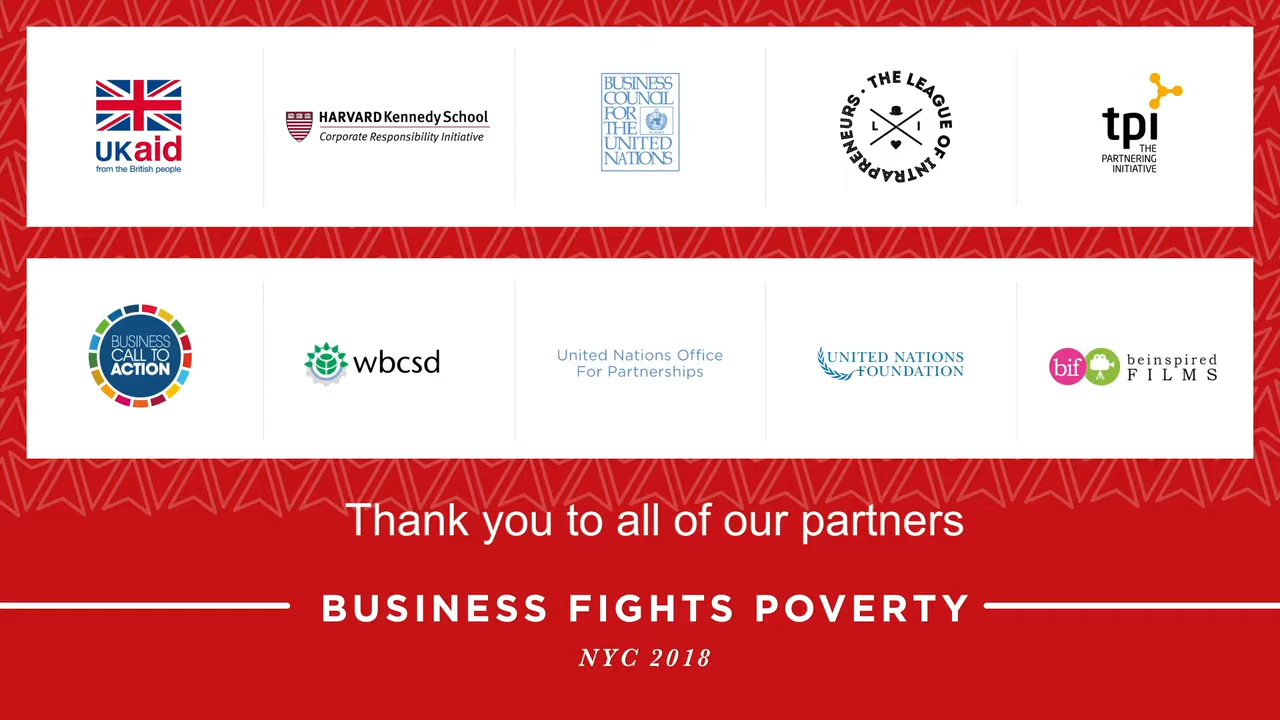 UKaid
from the British people
HARVARD Kennedy School
Corporate Responsibility Initiative
BUSINESS
COUNCIL
FOR
THE
UNITED
NATIONS
THE LEAGUE OF INTRAPRENEURS ·
L I
tpi
THE
PARTNERING
INITIATIVE
BUSINESS
CALL TO
ACTION
wbcsd
United Nations Office
For Partnerships
UNITED NATIONS
FOUNDATION
bif
beinspired
FILMS
Thank you to all of our partners
BUSINESS FIGHTS POVERTY
NYC 2018